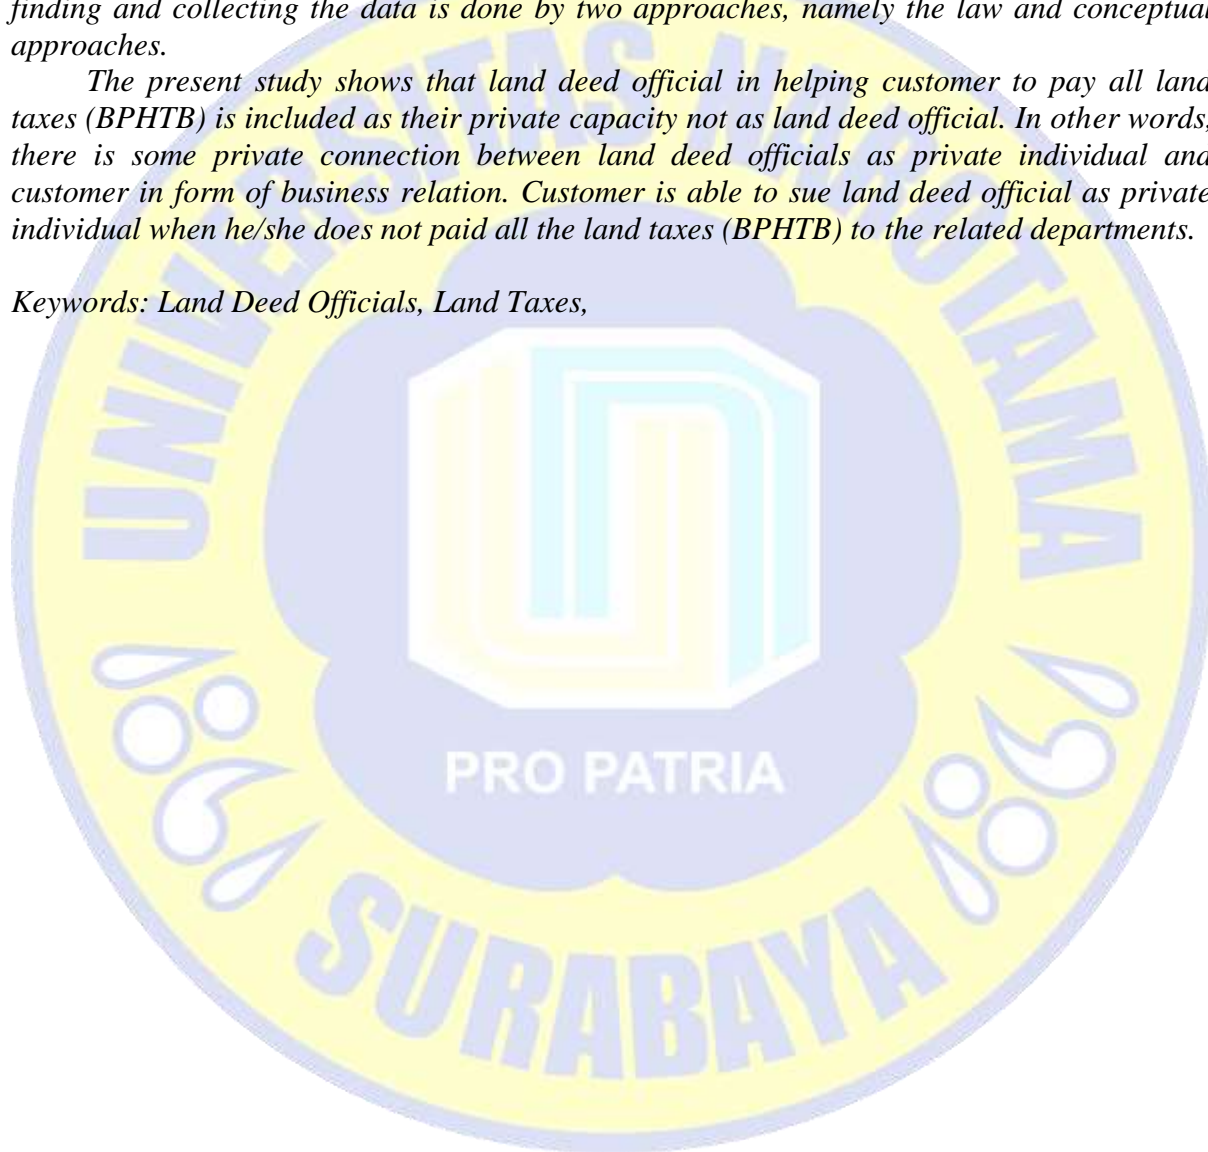 finding and collecting the data is done by two approaches, namely the law and conceptual
approaches.
The present study shows that land deed official in helping customer to pay all land
taxes (BPHTB) is included as their private capacity not as land deed official. In other words,
there is some private connection between land deed officials as private individual and
customer in form of business relation. Customer is able to sue land deed official as private
individual when he/she does not paid all the land taxes (BPHTB) to the related departments.
Keywords: Land Deed Officials, Land Taxes,
UNIVERSITAS NAROTAMA
PRO PATRIA
SURABAYA